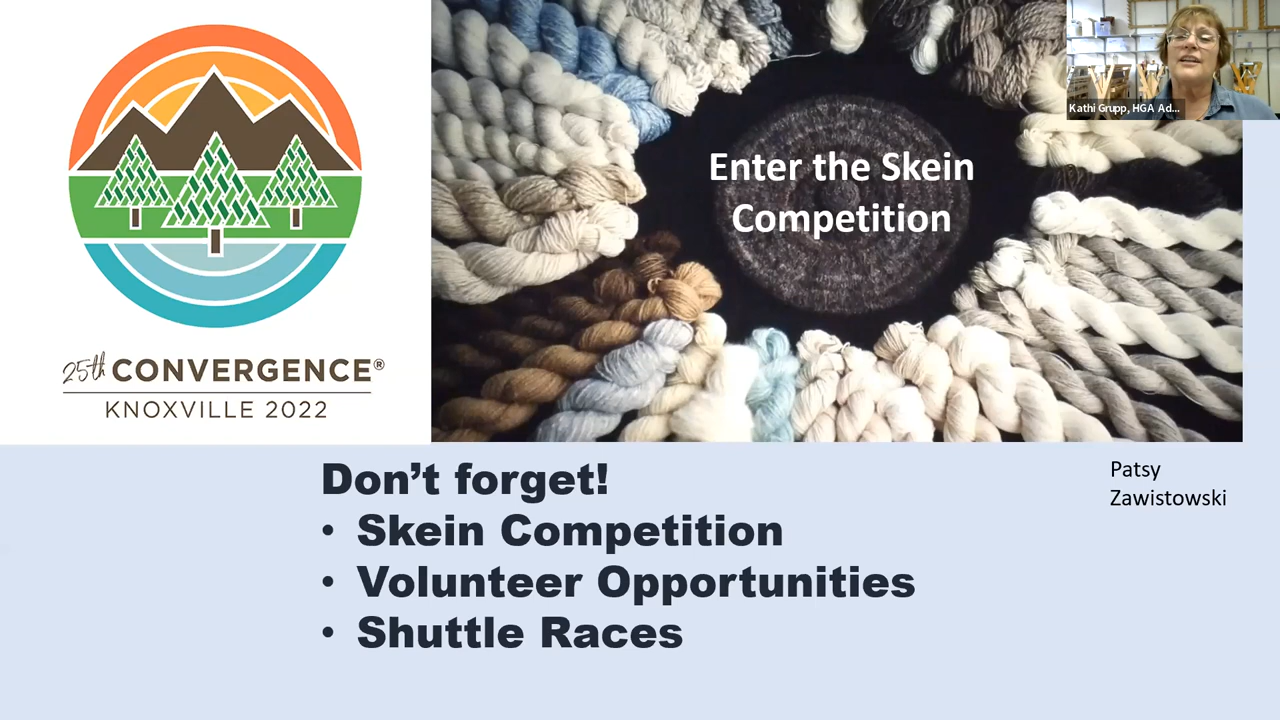 25th CONVERGENCE®
KNOXVILLE 2022
Enter the Skein
Competition
Kathi Grupp, HGA Ad...
Don’t forget!
• Skein Competition
• Volunteer Opportunities
• Shuttle Races
Patsy
Zawistowski